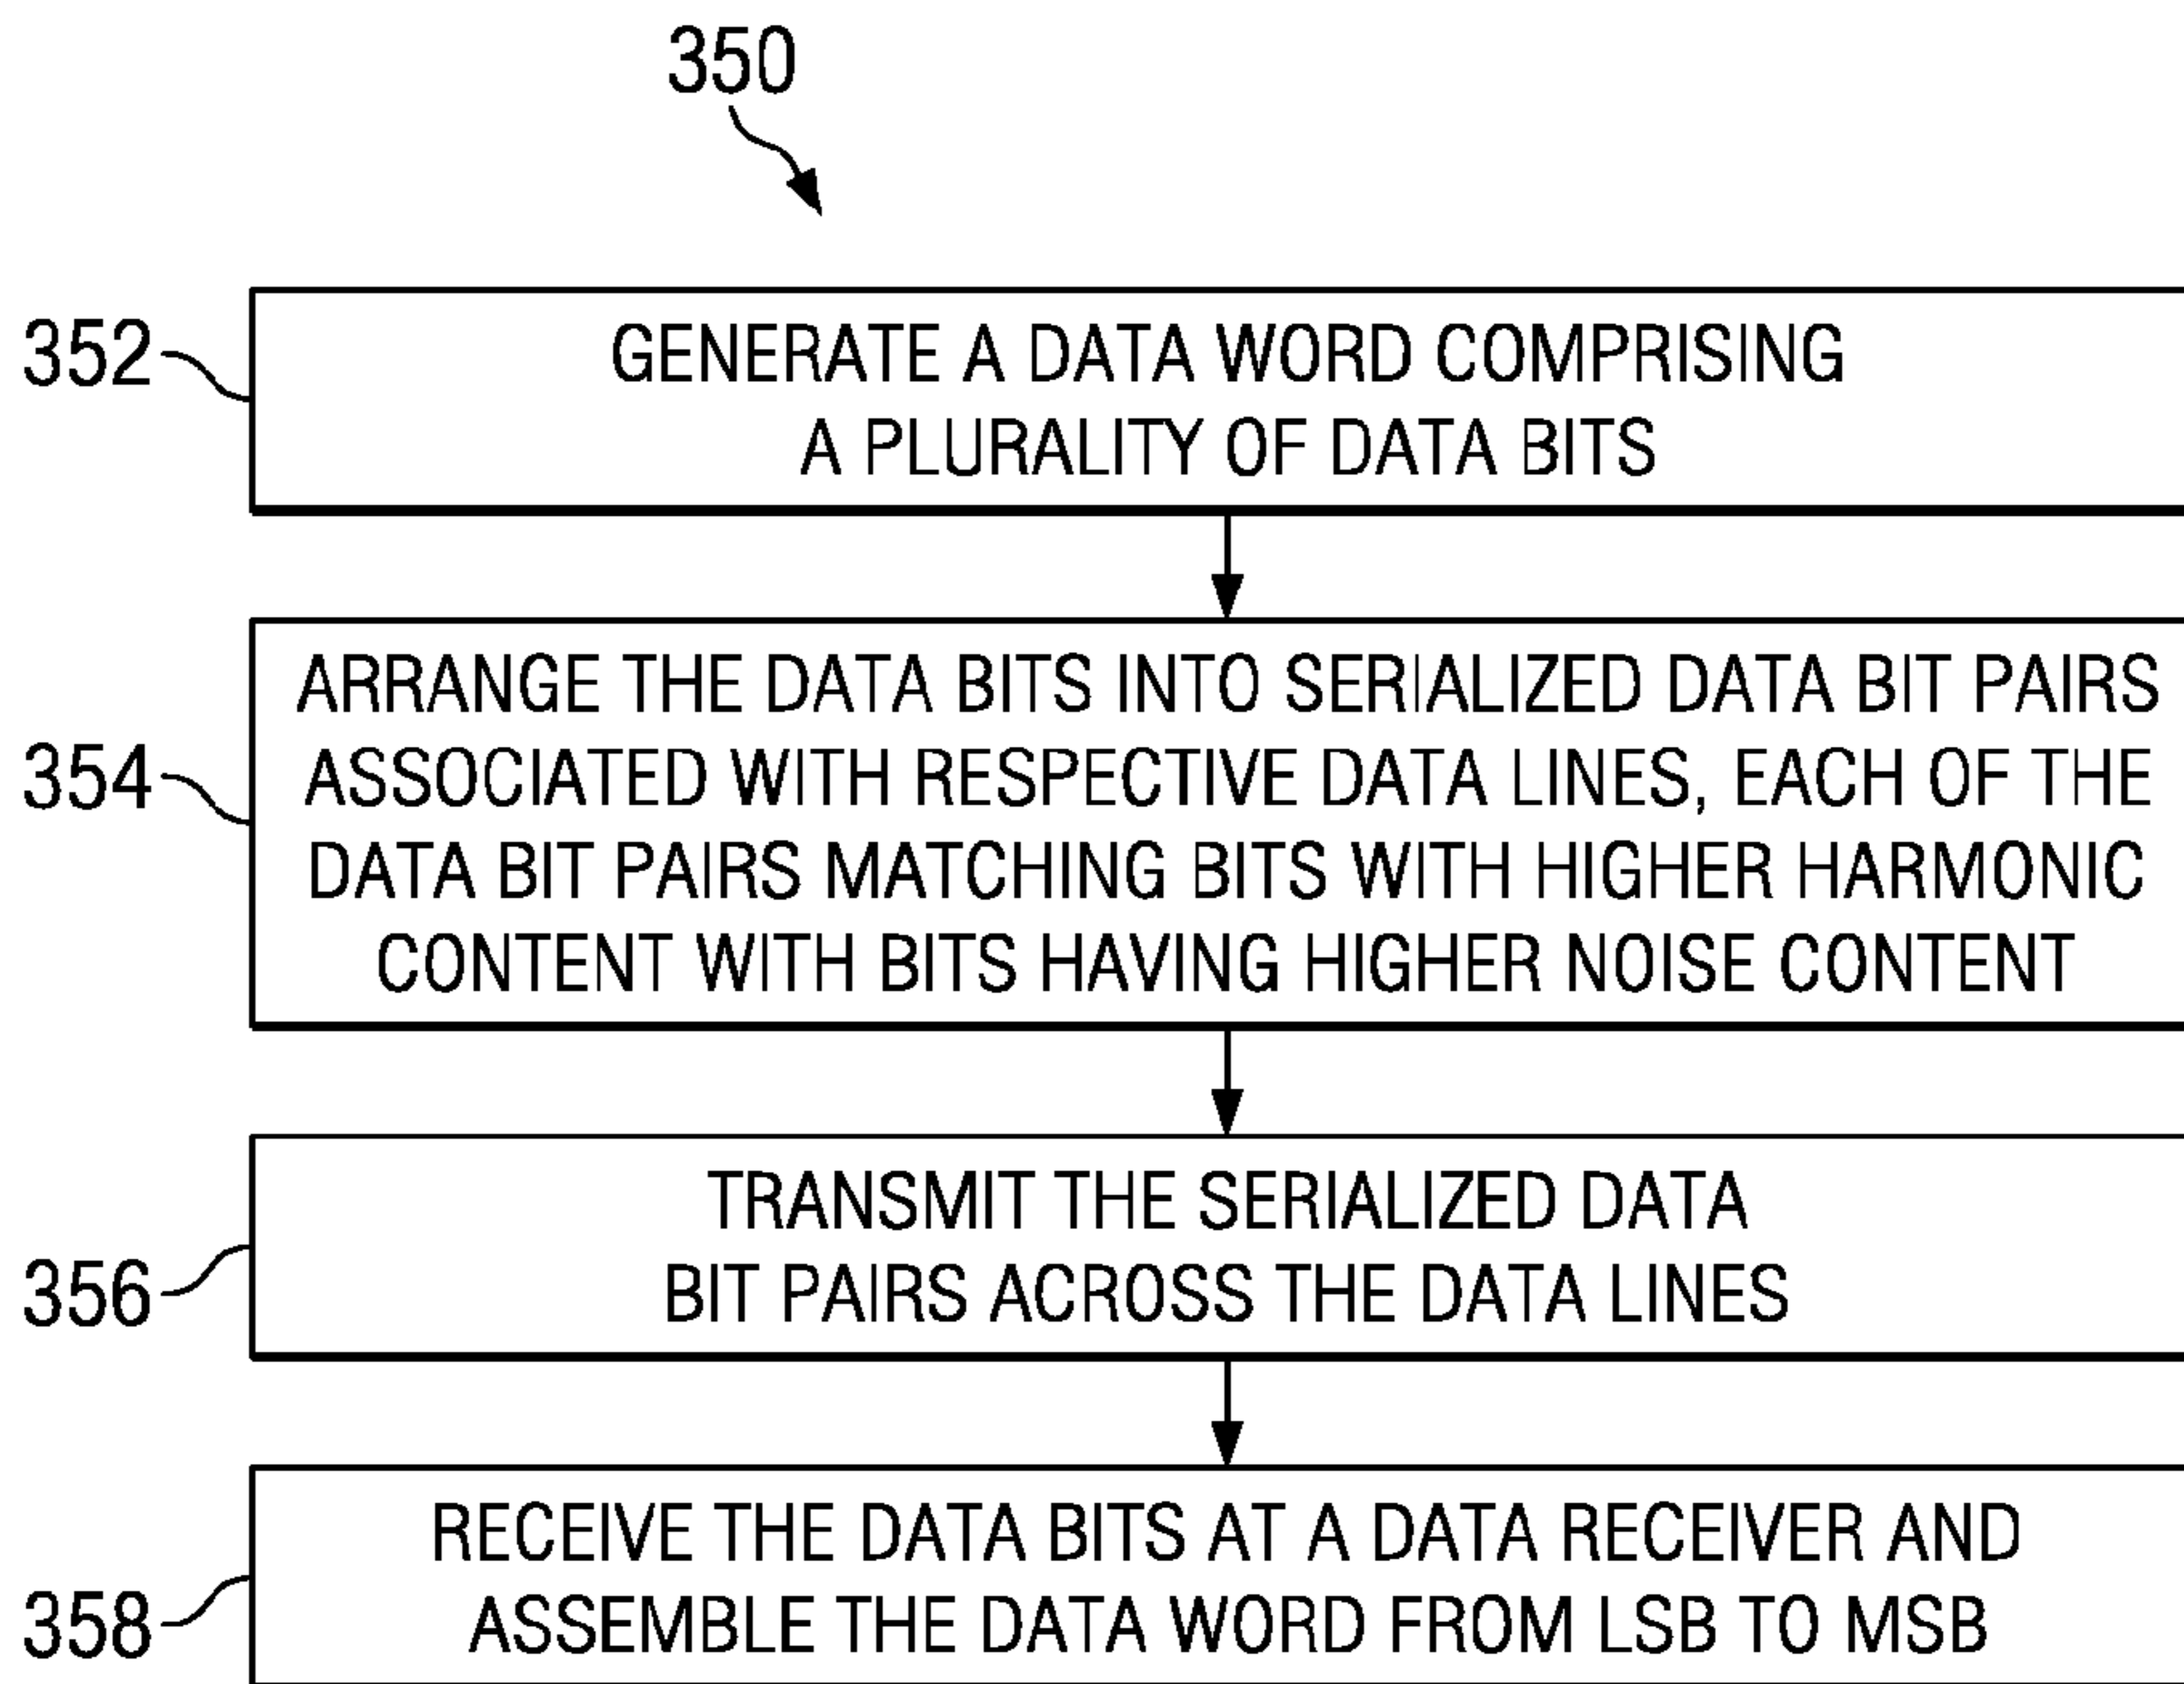 350
352
GENERATE A DATA WORD COMPRISING
A PLURALITY OF DATA BITS
354
ARRANGE THE DATA BITS INTO SERIALIZED DATA BIT PAIRS
ASSOCIATED WITH RESPECTIVE DATA LINES, EACH OF THE
DATA BIT PAIRS MATCHING BITS WITH HIGHER HARMONIC
CONTENT WITH BITS HAVING HIGHER NOISE CONTENT
356
TRANSMIT THE SERIALIZED DATA
BIT PAIRS ACROSS THE DATA LINES
358
RECEIVE THE DATA BITS AT A DATA RECEIVER AND
ASSEMBLE THE DATA WORD FROM LSB TO MSB